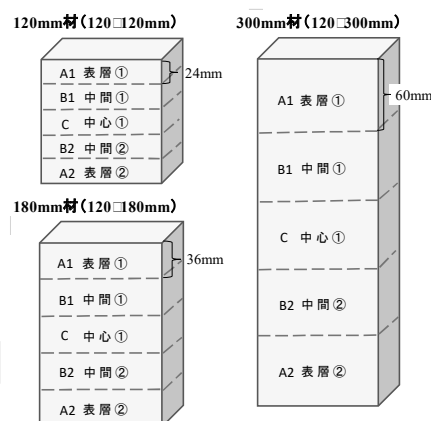 120mm材(120□120mm)
A1 表層①
24mm
B1 中間①
C 中心①
B2 中間②
A2 表層②
180mm材(120□180mm)
A1 表層①
36mm
B1 中間①
C 中心①
B2 中間②
A2 表層②
300mm材(120□300mm)
A1 表層①
60mm
B1 中間①
C 中心①
B2 中間②
A2 表層②